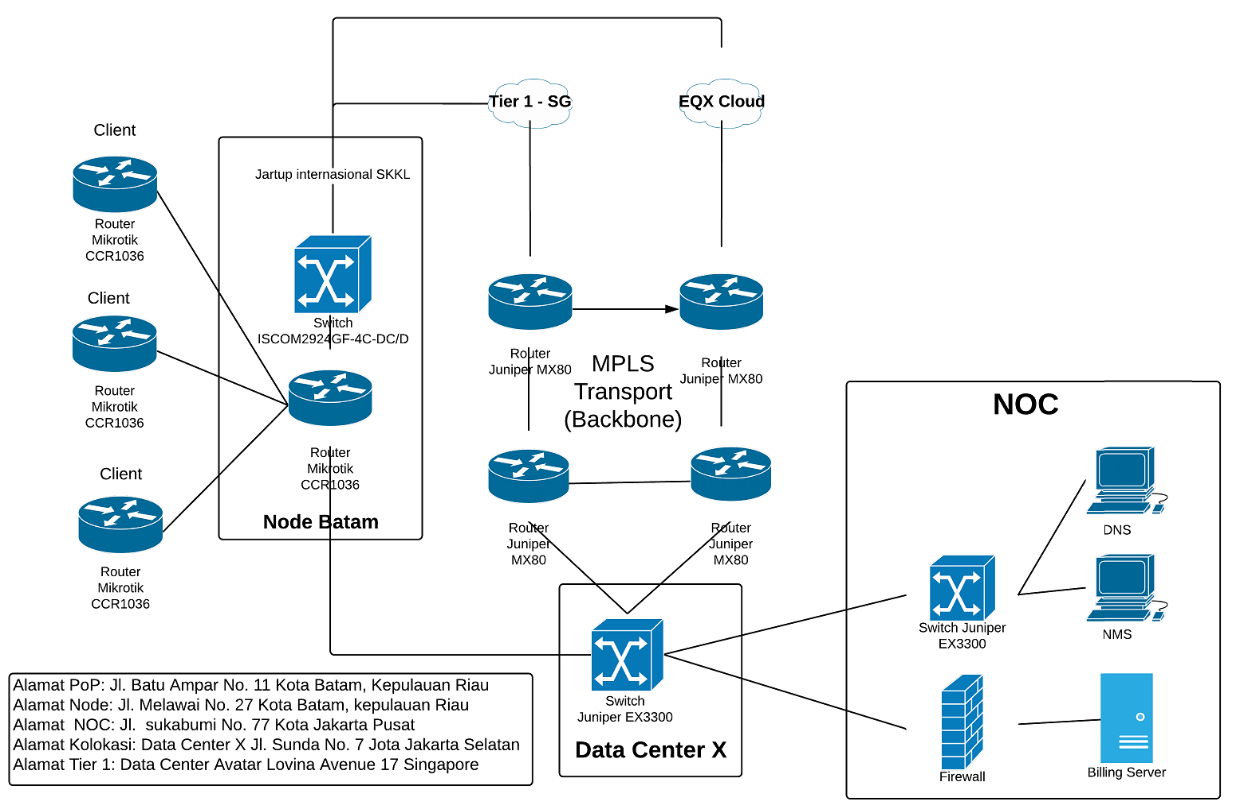 Tier 1 - SG
EQX Cloud
Client
Jartup internasional SKKL
Router
Mikrotik
CCR1036
Client
Switch
ISCOM2924GF-4C-DC/D
Router
Juniper MX80
MPLS
Transport
(Backbone)
Router
Juniper MX80
Router
Mikrotik
CCR1036
NOC
Client
Router
Mikrotik
CCR1036
Node Batam
Router
Juniper
MX80
Router
Juniper
MX80
DNS
Router
Mikrotik
CCR1036
Switch Juniper
EX3300
NMS
Alamat PoP: Jl. Batu Ampar No. 11 Kota Batam, Kepulauan Riau
Alamat Node: Jl. Melawai No. 27 Kota Batam, kepulauan Riau
Alamat  NOC: Jl.  sukabumi No. 77 Kota Jakarta Pusat
Alamat Kolokasi: Data Center X Jl. Sunda No. 7 Jota Jakarta Selatan
Alamat Tier 1: Data Center Avatar Lovina Avenue 17 Singapore
Switch
Juniper EX3300
Data Center X
Firewall
Billing Server